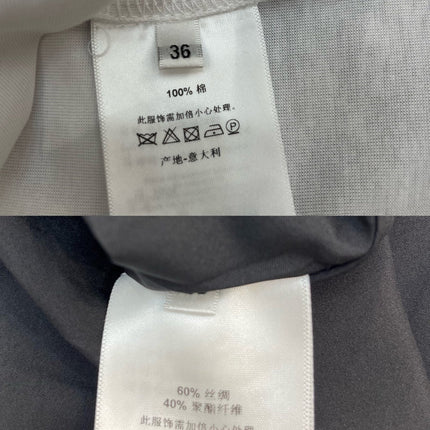 36
100% 棉
此服饰需加倍小心处理。
P
产地-意大利
60% 丝绸
40% 聚酯纤维
此服饰需加倍小心处理。